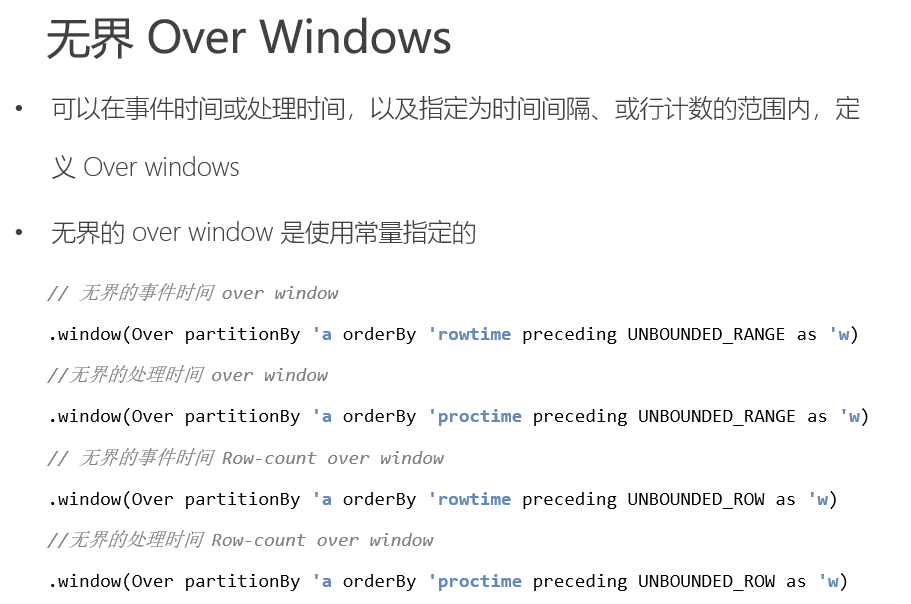 无界 Over Windows
• 可以在事件时间或处理时间，以及指定为时间间隔、或行计数的范围内，定
义 Over windows
• 无界的 over window 是使用常量指定的
// 无界的事件时间 over window
.window(Over partitionBy 'a orderBy 'rowtime preceding UNBOUNDED_RANGE as 'w)
//无界的处理时间 over window
.window(Over partitionBy 'a orderBy 'proctime preceding UNBOUNDED_RANGE as 'w)
// 无界的事件时间 Row-count over window
.window(Over partitionBy 'a orderBy 'rowtime preceding UNBOUNDED_ROW as 'w)
//无界的处理时间 Row-count over window
.window(Over partitionBy 'a orderBy 'proctime preceding UNBOUNDED_ROW as 'w)